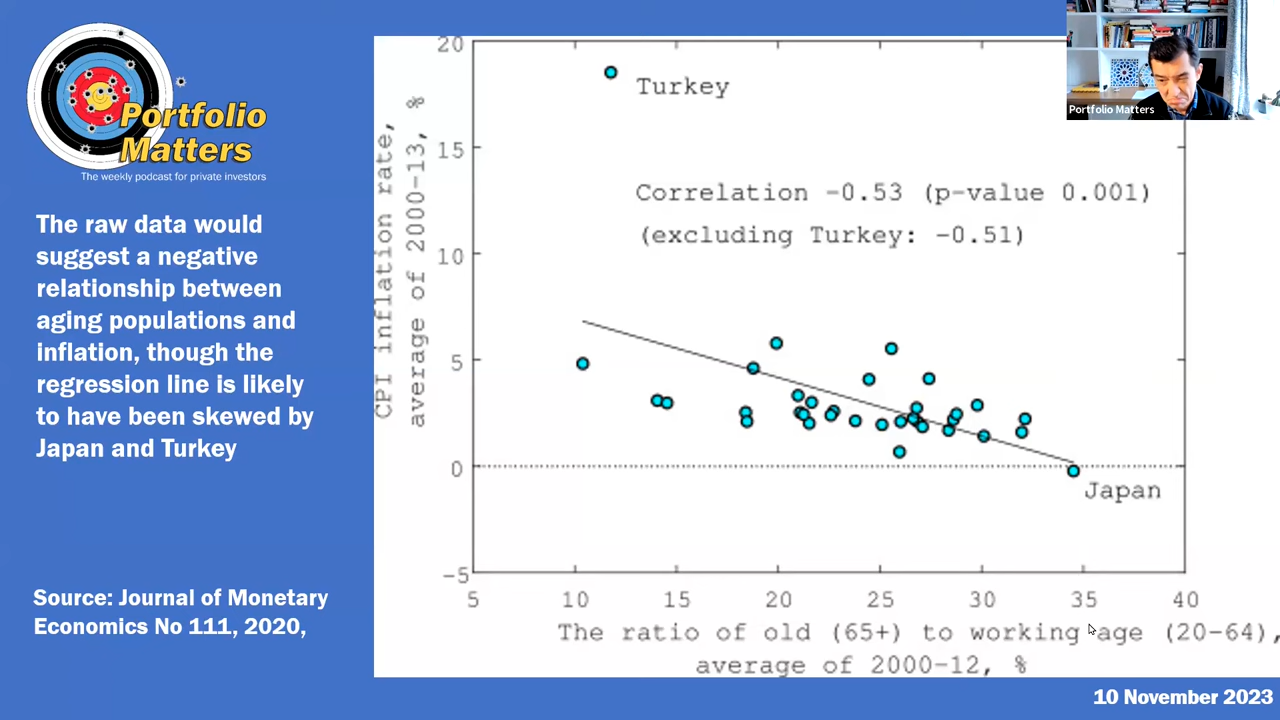 Portfolio
Matters
The weekly podcast for private investors
The raw data would
suggest a negative
relationship between
aging populations and
inflation, though the
regression line is likely
to have been skewed by
Japan and Turkey
Source: Journal of Monetary
Economics No 111, 2020,
CPI inflation rate,
average of 2000-13, %
20
15
10
5
0
-5
Turkey
Correlation -0.53 (p-value 0.001)
(excluding Turkey: -0.51)
Japan
5 10 15 20 25 30 35 40
The ratio of old (65+) to working age (20-64),
average of 2000-12, %
Portfolio Matters
10 November 2023